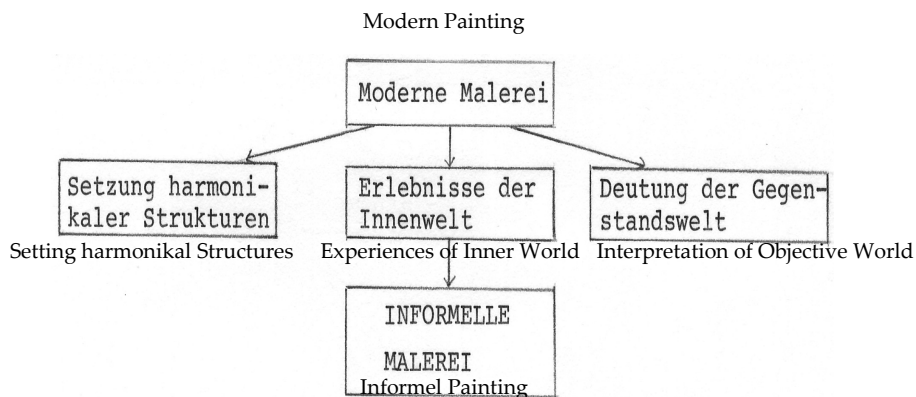 Modern Painting
Moderne Malerei
Setzung harmoni-
kaler Strukturen
Erlebnisse der
Innenwelt
Deutung der Gegen-
standswelt
Setting harmonikal Structures
Experiences of Inner World
Interpretation of Objective World
INFORMELLE
MALEREI
Informel Painting